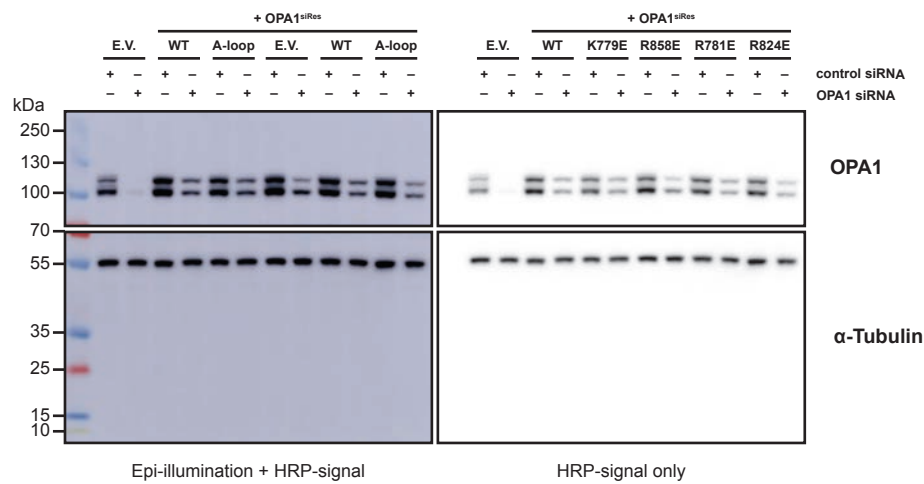 + OPA1siRes
+ OPA1siRes
E.V. WT A-loop E.V. WT A-loop
E.V. WT K779E R858E R781E R824E
+ – + – + – + – + – + –
+ – + – + – + – + – + – control siRNA
– + – + – + – + – + – +
– + – + – + – + – + – + OPA1 siRNA
kDa
250
130
100
70
55
35
25
15
10
OPA1
α-Tubulin
Epi-illumination + HRP-signal
HRP-signal only